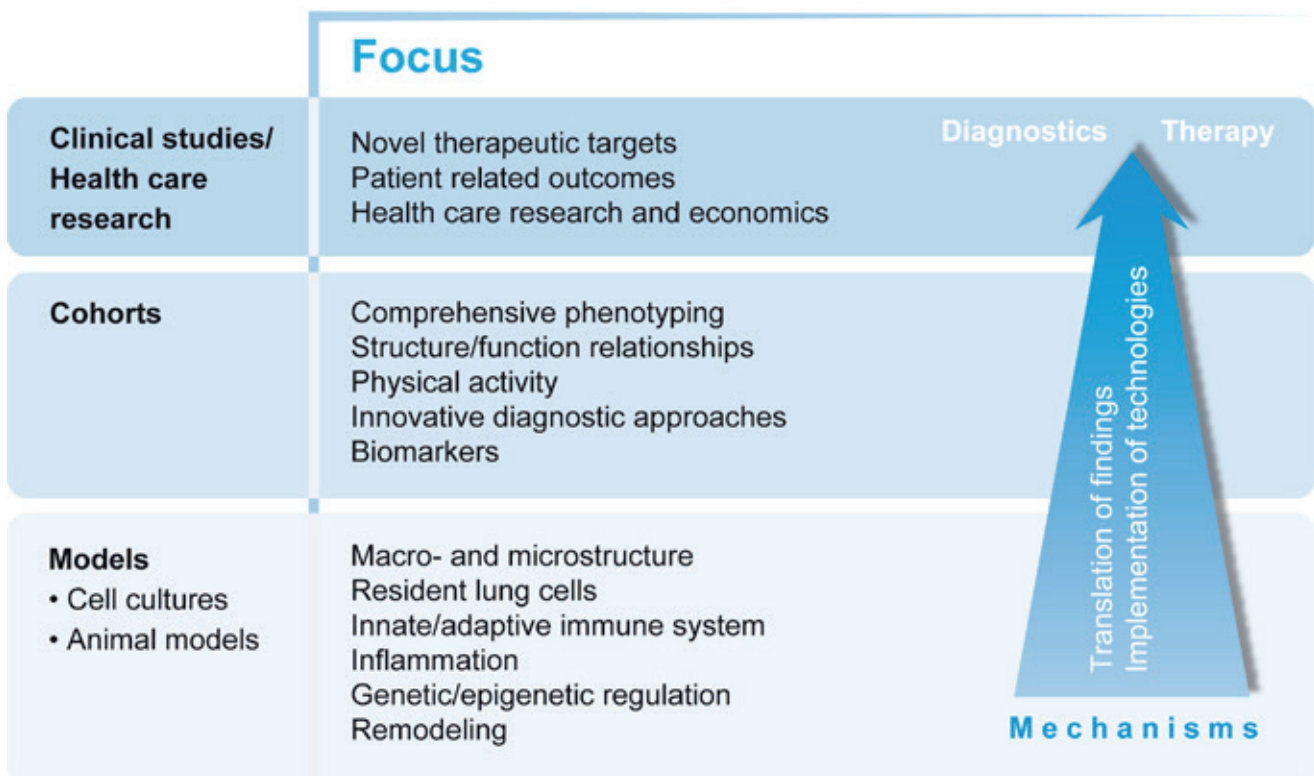 Focus
Clinical studies/
Health care
research
Novel therapeutic targets
Patient related outcomes
Health care research and economics
Diagnostics Therapy
Cohorts
Comprehensive phenotyping
Structure/function relationships
Physical activity
Innovative diagnostic approaches
Biomarkers
Models
• Cell cultures
• Animal models
Macro- and microstructure
Resident lung cells
Innate/adaptive immune system
Inflammation
Genetic/epigenetic regulation
Remodeling
Translation of findings
Implementation of technologies
Mechanisms